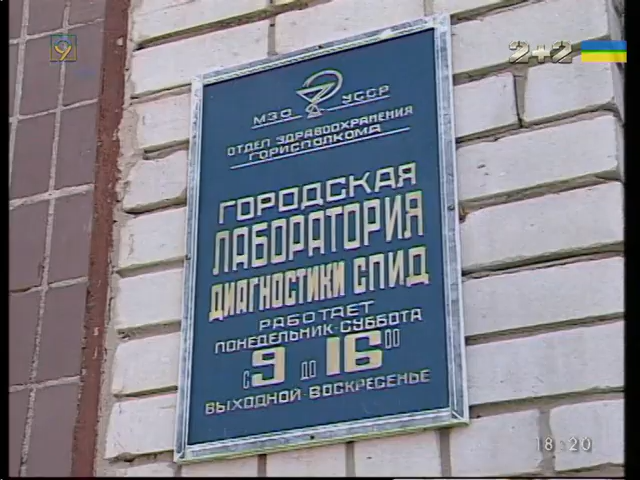 9
2+2
МЗО УССР
ОТДЕЛ ЗДРАВООХРАНЕНИЯ
ГОРИСПОЛКОМА
ГОРОДСКАЯ
ЛАБОРАТОРИЯ
ДИАГНОСТИКИ СПИД
РАБОТАЕТ
ПОНЕДЕЛЬНИК-СУББОТА
С 9 ДО 16 00
ВЫХОДНОЙ-ВОСКРЕСЕНЬЕ
18:20